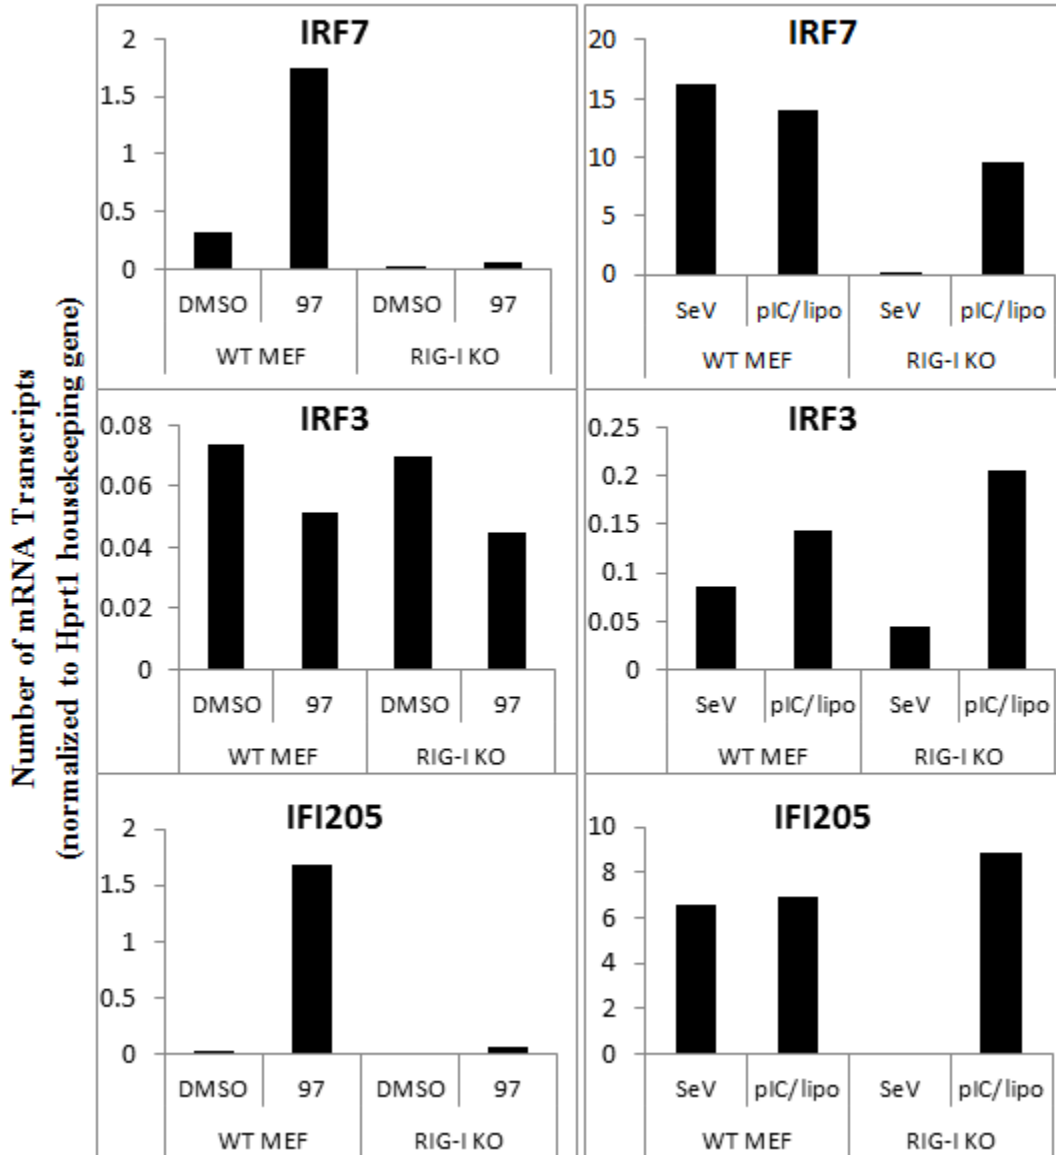 Number of mRNA Transcripts
(normalized to Hprt1 housekeeping gene)
IRF7
2
1.5
1
0.5
0
DMSO 97 DMSO 97
WT MEF RIG-I KO
IRF7
20
15
10
5
0
SeV pIC/lipo SeV pIC/lipo
WT MEF RIG-I KO
IRF3
0.08
0.06
0.04
0.02
0
DMSO 97 DMSO 97
WT MEF RIG-I KO
IRF3
0.25
0.2
0.15
0.1
0.05
0
SeV pIC/lipo SeV pIC/lipo
WT MEF RIG-I KO
IFI205
2
1.5
1
0.5
0
DMSO 97 DMSO 97
WT MEF RIG-I KO
IFI205
10
8
6
4
2
0
SeV pIC/lipo SeV pIC/lipo
WT MEF RIG-I KO